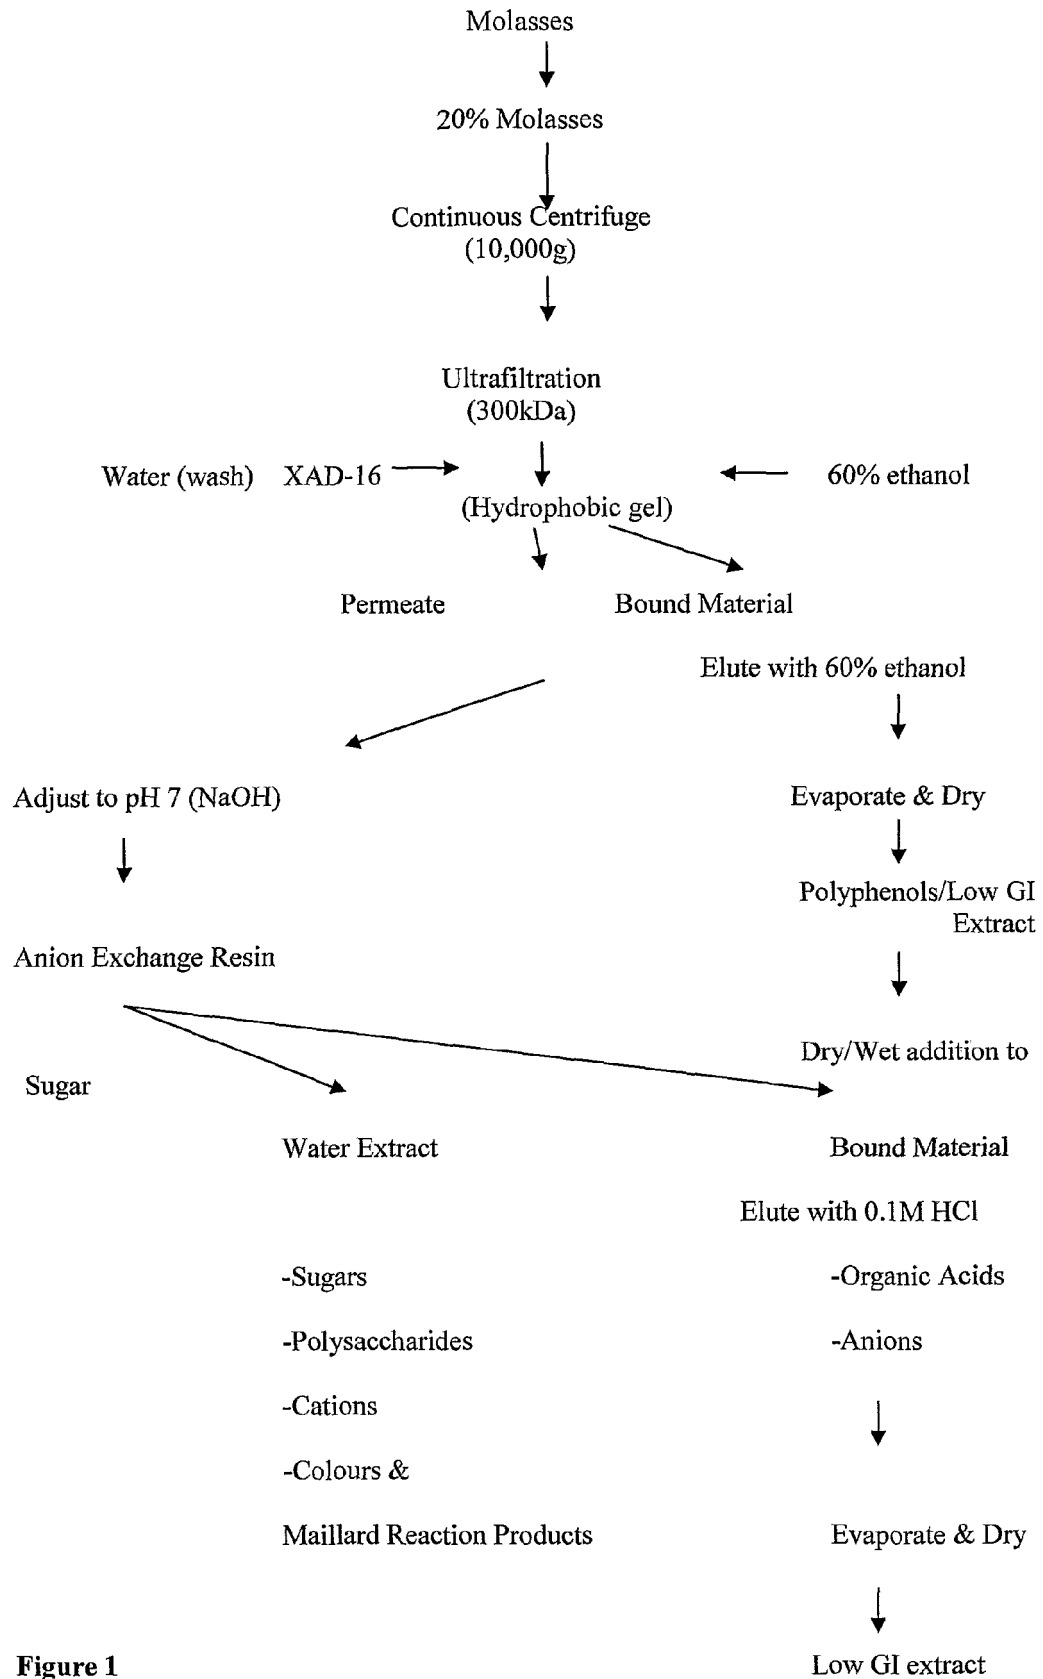 Molasses
20% Molasses
Continuous Centrifuge
(10,000g)
Ultrafiltration
(300kDa)
Water (wash) XAD-16
60% ethanol
(Hydrophobic gel)
Permeate
Bound Material
Elute with 60% ethanol
Adjust to pH 7 (NaOH)
Evaporate & Dry
Polyphenols/Low GI
Extract
Anion Exchange Resin
Dry/Wet addition to
Sugar
Water Extract
Bound Material
Elute with 0.1M HCl
-Sugars
-Organic Acids
-Polysaccharides
-Anions
-Cations
-Colours &
Maillard Reaction Products
Evaporate & Dry
Low GI extract
Figure 1